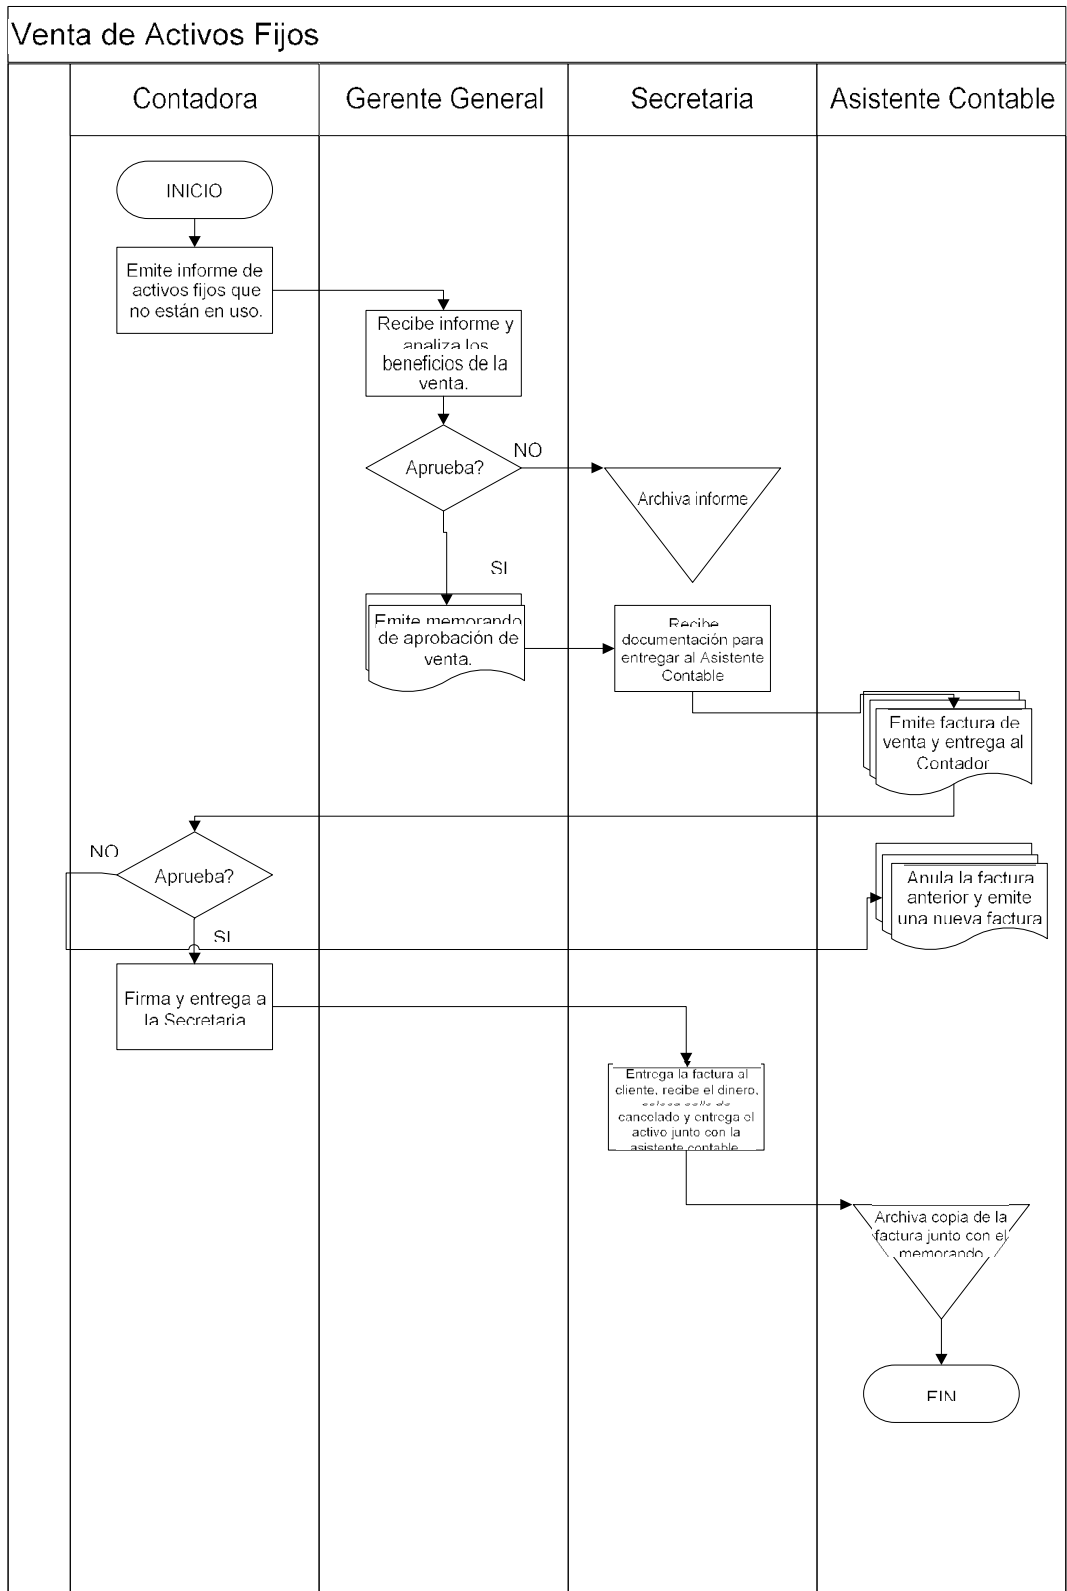 Venta de Activos Fijos
Contadora
Gerente General
Secretaria
Asistente Contable
INICIO
Emite informe de
activos fijos que
no están en uso.
Recibe informe y
analiza los
beneficios de la
venta.
Aprueba?
NO
Archiva informe
SI
Emite memorando
de aprobación de
venta.
Recibe
documentación para
entregar al Asistente
Contable
Emite factura de
venta y entrega al
Contador
NO
Aprueba?
SI
Anula la factura
anterior y emite
una nueva factura
Firma y entrega a
la Secretaria
Entrega la factura al
cliente, recibe el dinero,
cancelado y entrega el
activo junto con la
asistente contable
Archiva copia de la
factura junto con el
memorando
FIN